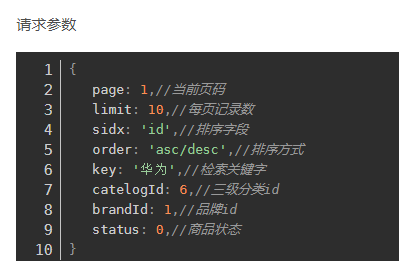 请求参数
1 {
2 page: 1,//当前页码
3 limit: 10,//每页记录数
4 sidx: 'id',//排序字段
5 order: 'asc/desc',//排序方式
6 key: '华为',//检索关键字
7 catelogId: 6,//三级分类id
8 brandId: 1,//品牌id
9 status: 0,//商品状态
10 }